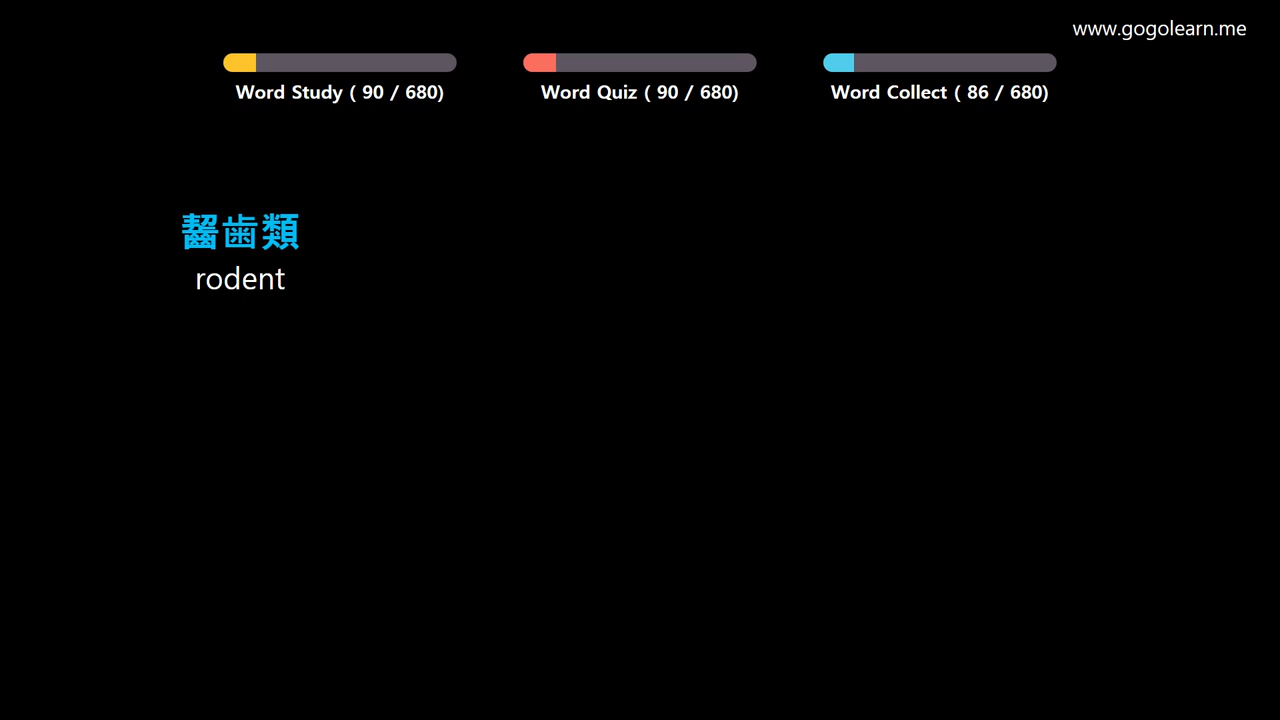 www.gogolearn.me
Word Study ( 90 / 680)
Word Quiz ( 90 / 680)
Word Collect ( 86 / 680)
齧歯類
rodent